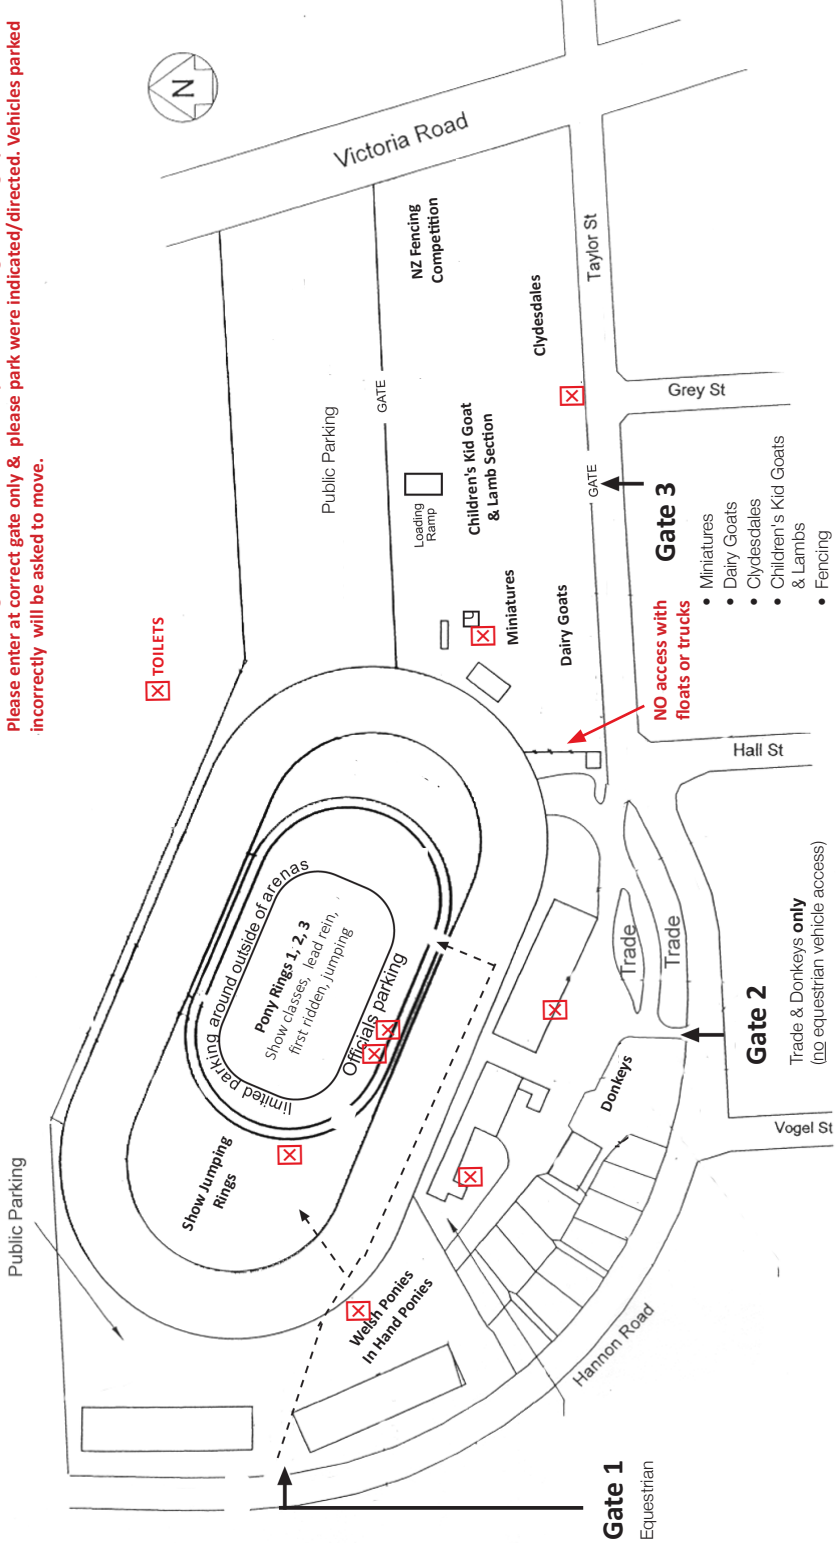 Please enter at correct gate only & please park were indicated/directed. Vehicles parked
incorrectly will be asked to move.
TOILETS
N
Victoria Road
Public Parking
GATE
NZ Fencing
Competition
Clydesdales
Taylor St
Grey St
Loading
Ramp
Children's Kid Goat
& Lamb Section
GATE
Miniatures
Dairy Goats
NO access with
floats or trucks
Gate 3
• Miniatures
• Dairy Goats
• Clydesdales
• Children's Kid Goats
& Lambs
• Fencing
Hall St
limited parking around outside of arenas
Pony Rings 1, 2, 3
Show classes, lead rein,
first ridden, jumping
Officials parking
Trade
Trade
Gate 2
Trade & Donkeys only
(no equestrian vehicle access)
Donkeys
Vogel St
Public Parking
Show Jumping
Rings
Welsh Ponies
In Hand Ponies
Hannon Road
Gate 1
Equestrian